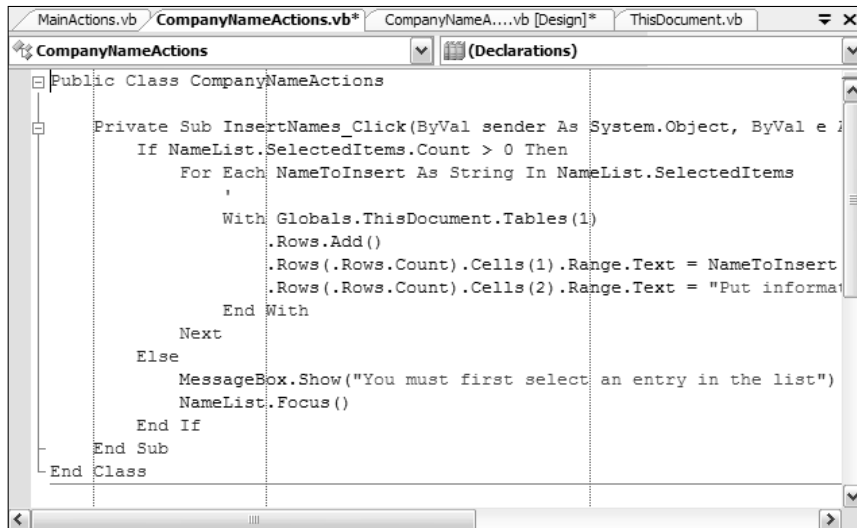 MainActions.vb CompanyNameActions.vb* CompanyNameA....vb [Design]* ThisDocument.vb
CompanyNameActions (Declarations)
Public Class CompanyNameActions
Private Sub InsertNames_Click(ByVal sender As System.Object, ByVal e
If NameList.SelectedItems.Count > 0 Then
For Each NameToInsert As String In NameList.SelectedItems
'
With Globals.ThisDocument.Tables(1)
.Rows.Add()
.Rows(.Rows.Count).Cells(1).Range.Text = NameToInsert
.Rows(.Rows.Count).Cells(2).Range.Text = "Put informat
End With
Next
Else
MessageBox.Show("You must first select an entry in the list")
NameList.Focus()
End If
End Sub
End Class